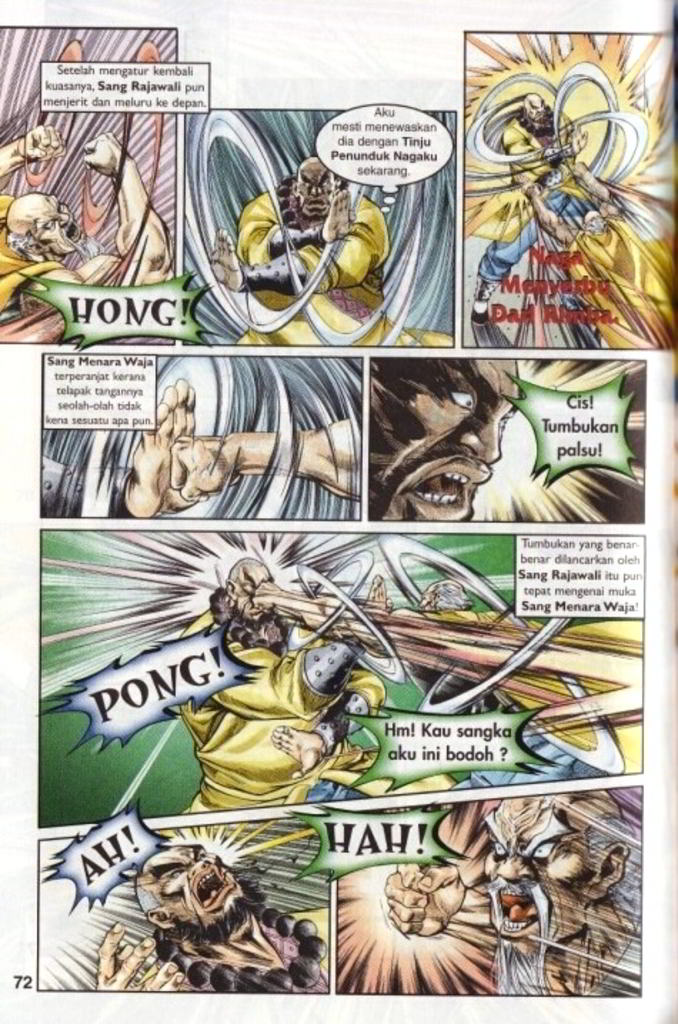 Setelah mengatur kembali
kuasanya, Sang Rajawali pun
menjerit dan meluru ke depan.
HONG!
Aku
mesti menewaskan
dia dengan Tinju
Penunduk Nagaku
sekarang.
Naga
Menyerbu
Dari Rimba.
Sang Menara Waja
terperanjat kerana
telapak tangannya
seolah-olah tidak
kena sesuatu apa pun.
Cis!
Tumbukan
palsu!
Tumbukan yang benar-
benar dilancarkan oleh
Sang Rajawali itu pun
tepat mengenai muka
Sang Menara Waja!
PONG!
Hm! Kau sangka
aku ini bodoh ?
AH!
HAH!
72